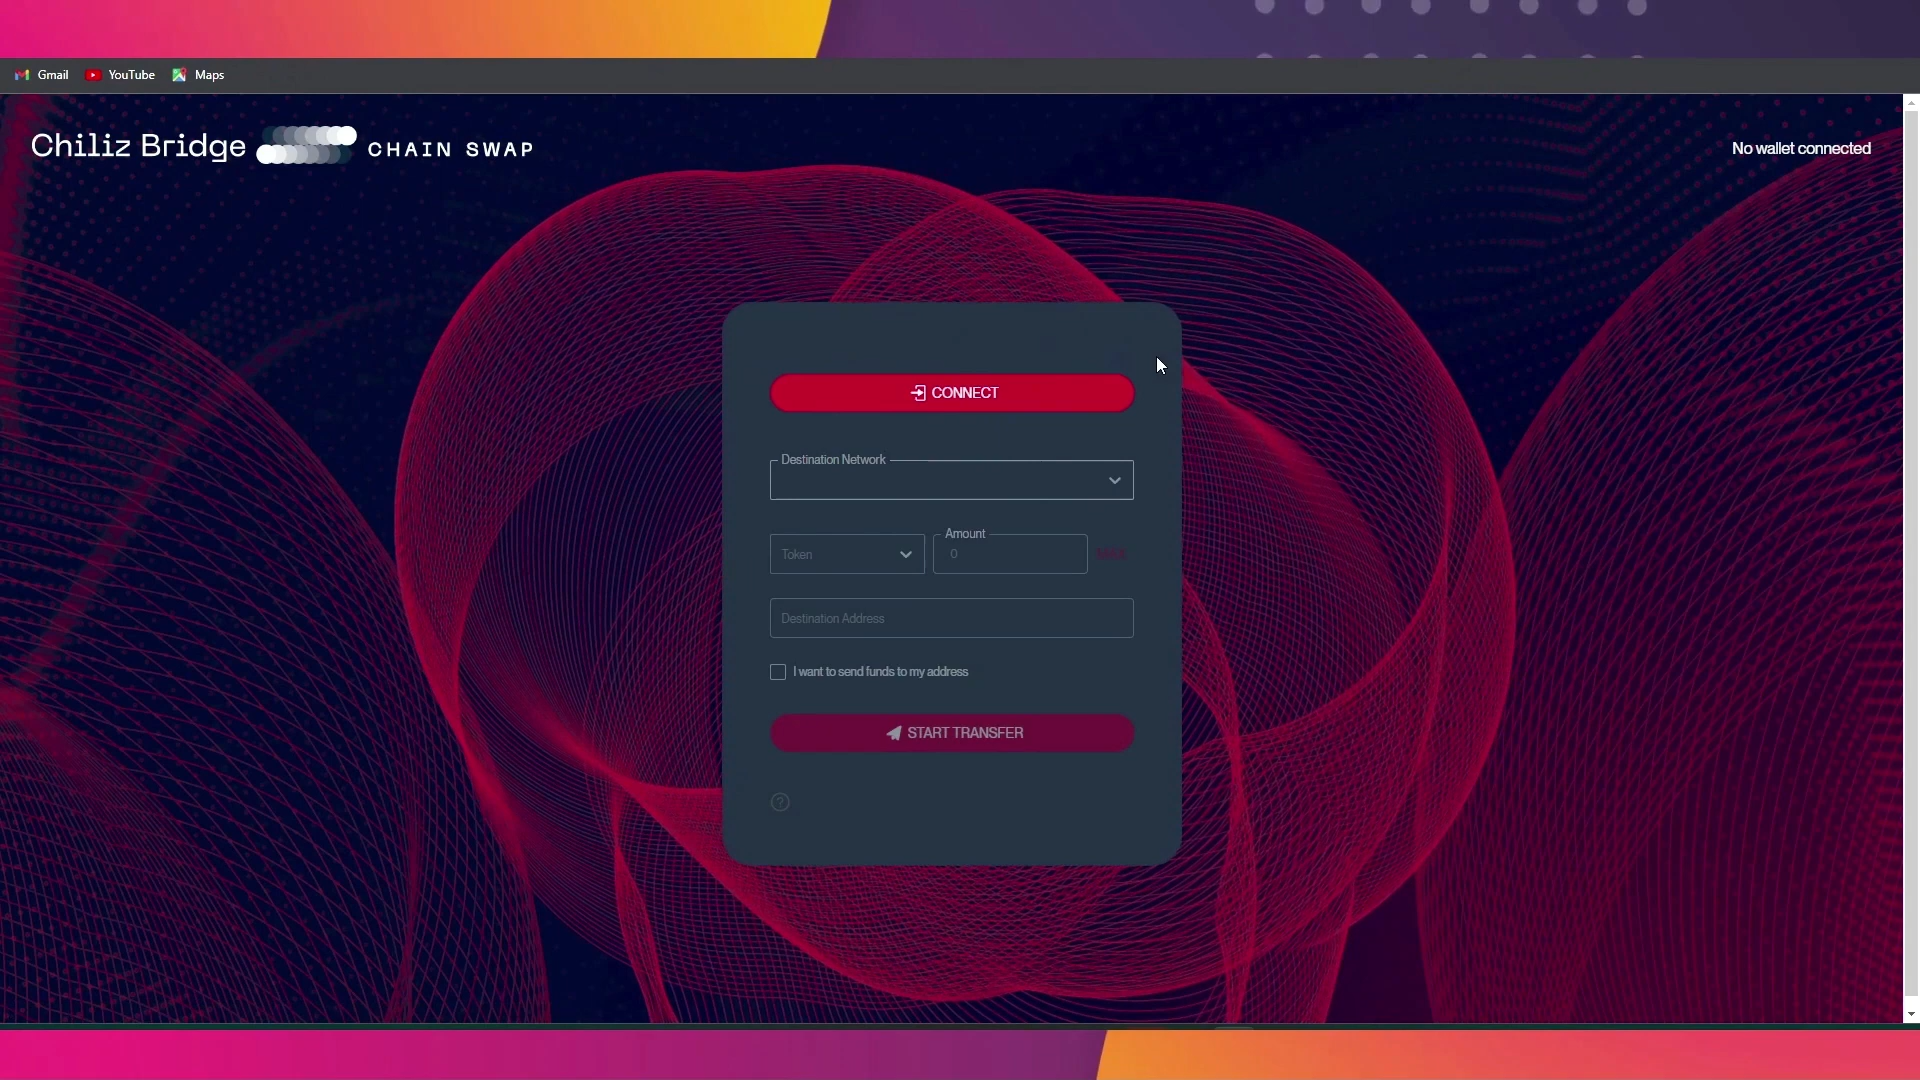 Gmail YouTube Maps
Chiliz Bridge CHAIN SWAP
No wallet connected
CONNECT
Destination Network
Amount
Token 0 MAX
Destination Address
I want to send funds to my address
START TRANSFER
?